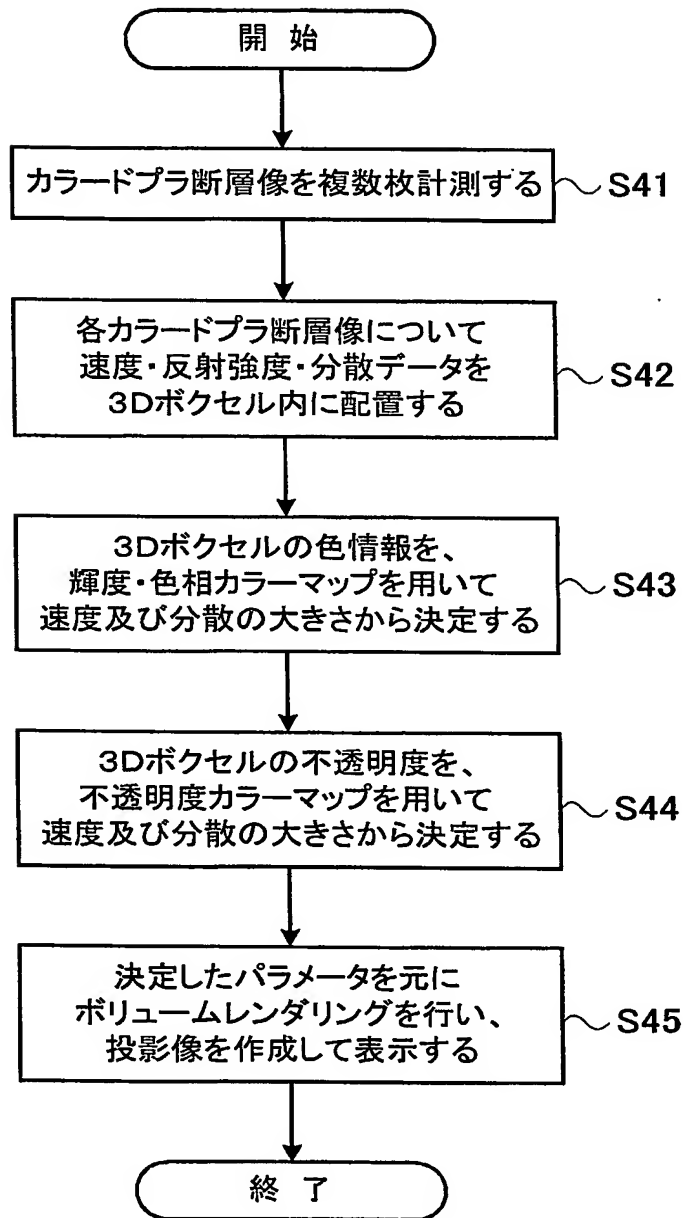 開 始
カラードプラ断層像を複数枚計測する
S41
各カラードプラ断層像について
速度・反射強度・分散データを
3Dボクセル内に配置する
S42
3Dボクセルの色情報を、
輝度・色相カラーマップを用いて
速度及び分散の大きさから決定する
S43
3Dボクセルの不透明度を、
不透明度カラーマップを用いて
速度及び分散の大きさから決定する
S44
決定したパラメータを元に
ボリュームレンダリングを行い、
投影像を作成して表示する
S45
終 了